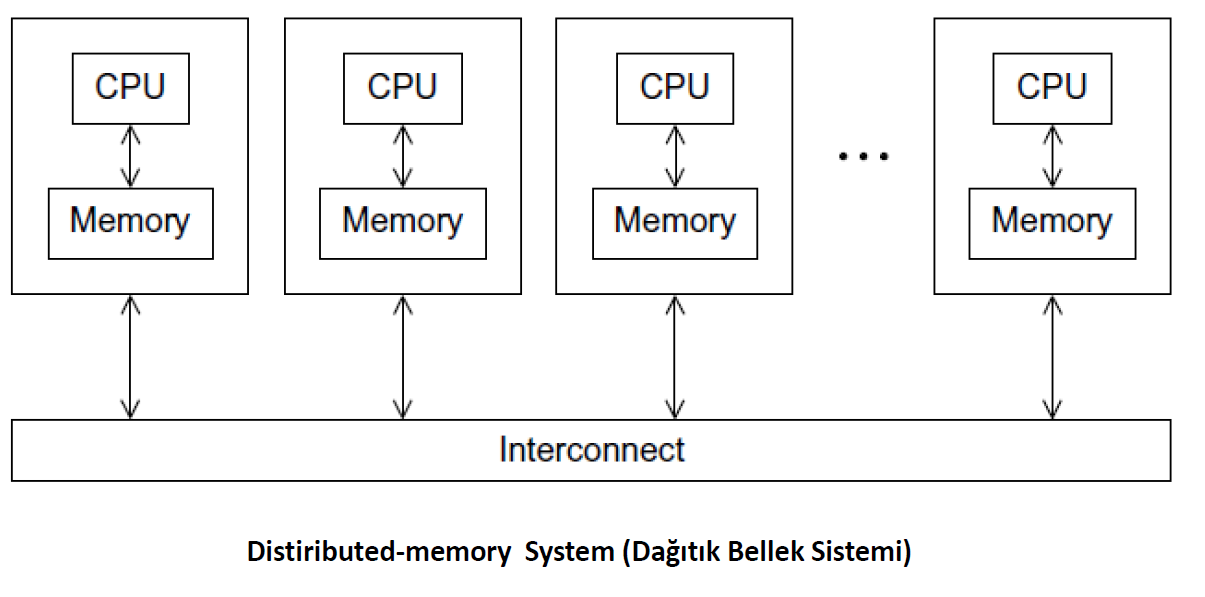 CPU CPU CPU CPU
...
Memory Memory Memory Memory
Interconnect
Distiributed-memory System (Dağıtık Bellek Sistemi)